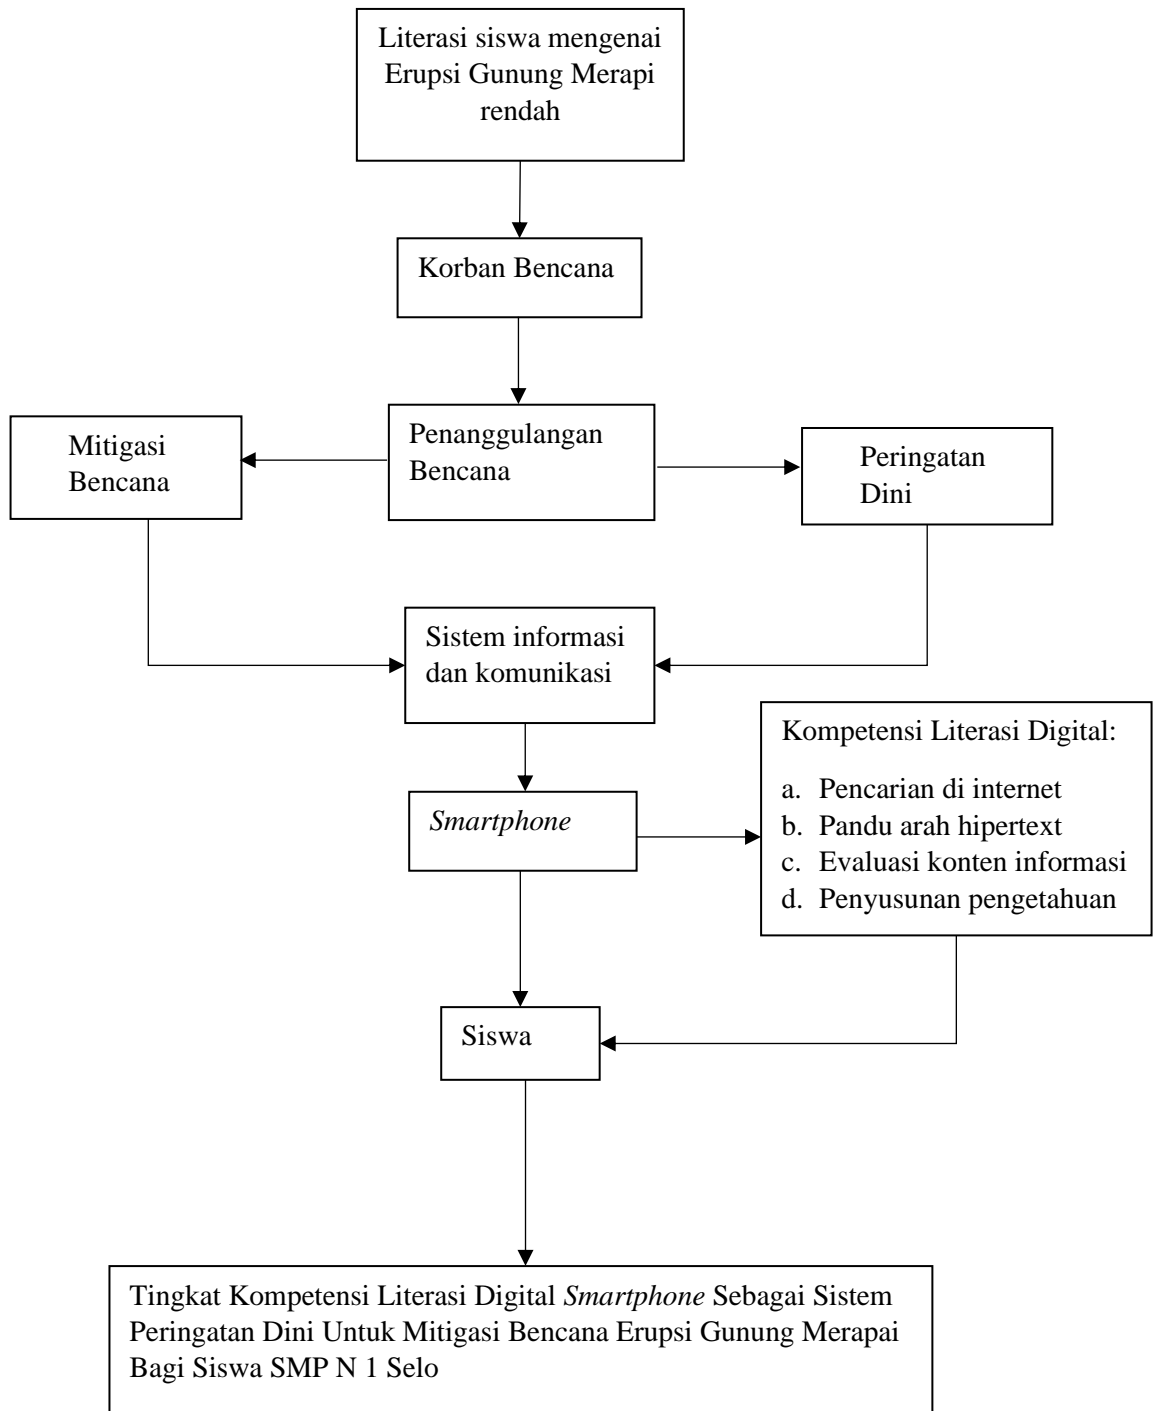 Literasi siswa mengenai
Erupsi Gunung Merapi
rendah
Korban Bencana
Penanggulangan
Bencana
Mitigasi
Bencana
Peringatan
Dini
Sistem informasi
dan komunikasi
Smartphone
Kompetensi Literasi Digital:
a. Pencarian di internet
b. Pandu arah hipertext
c. Evaluasi konten informasi
d. Penyusunan pengetahuan
Siswa
Tingkat Kompetensi Literasi Digital Smartphone Sebagai Sistem
Peringatan Dini Untuk Mitigasi Bencana Erupsi Gunung Merapai
Bagi Siswa SMP N 1 Selo